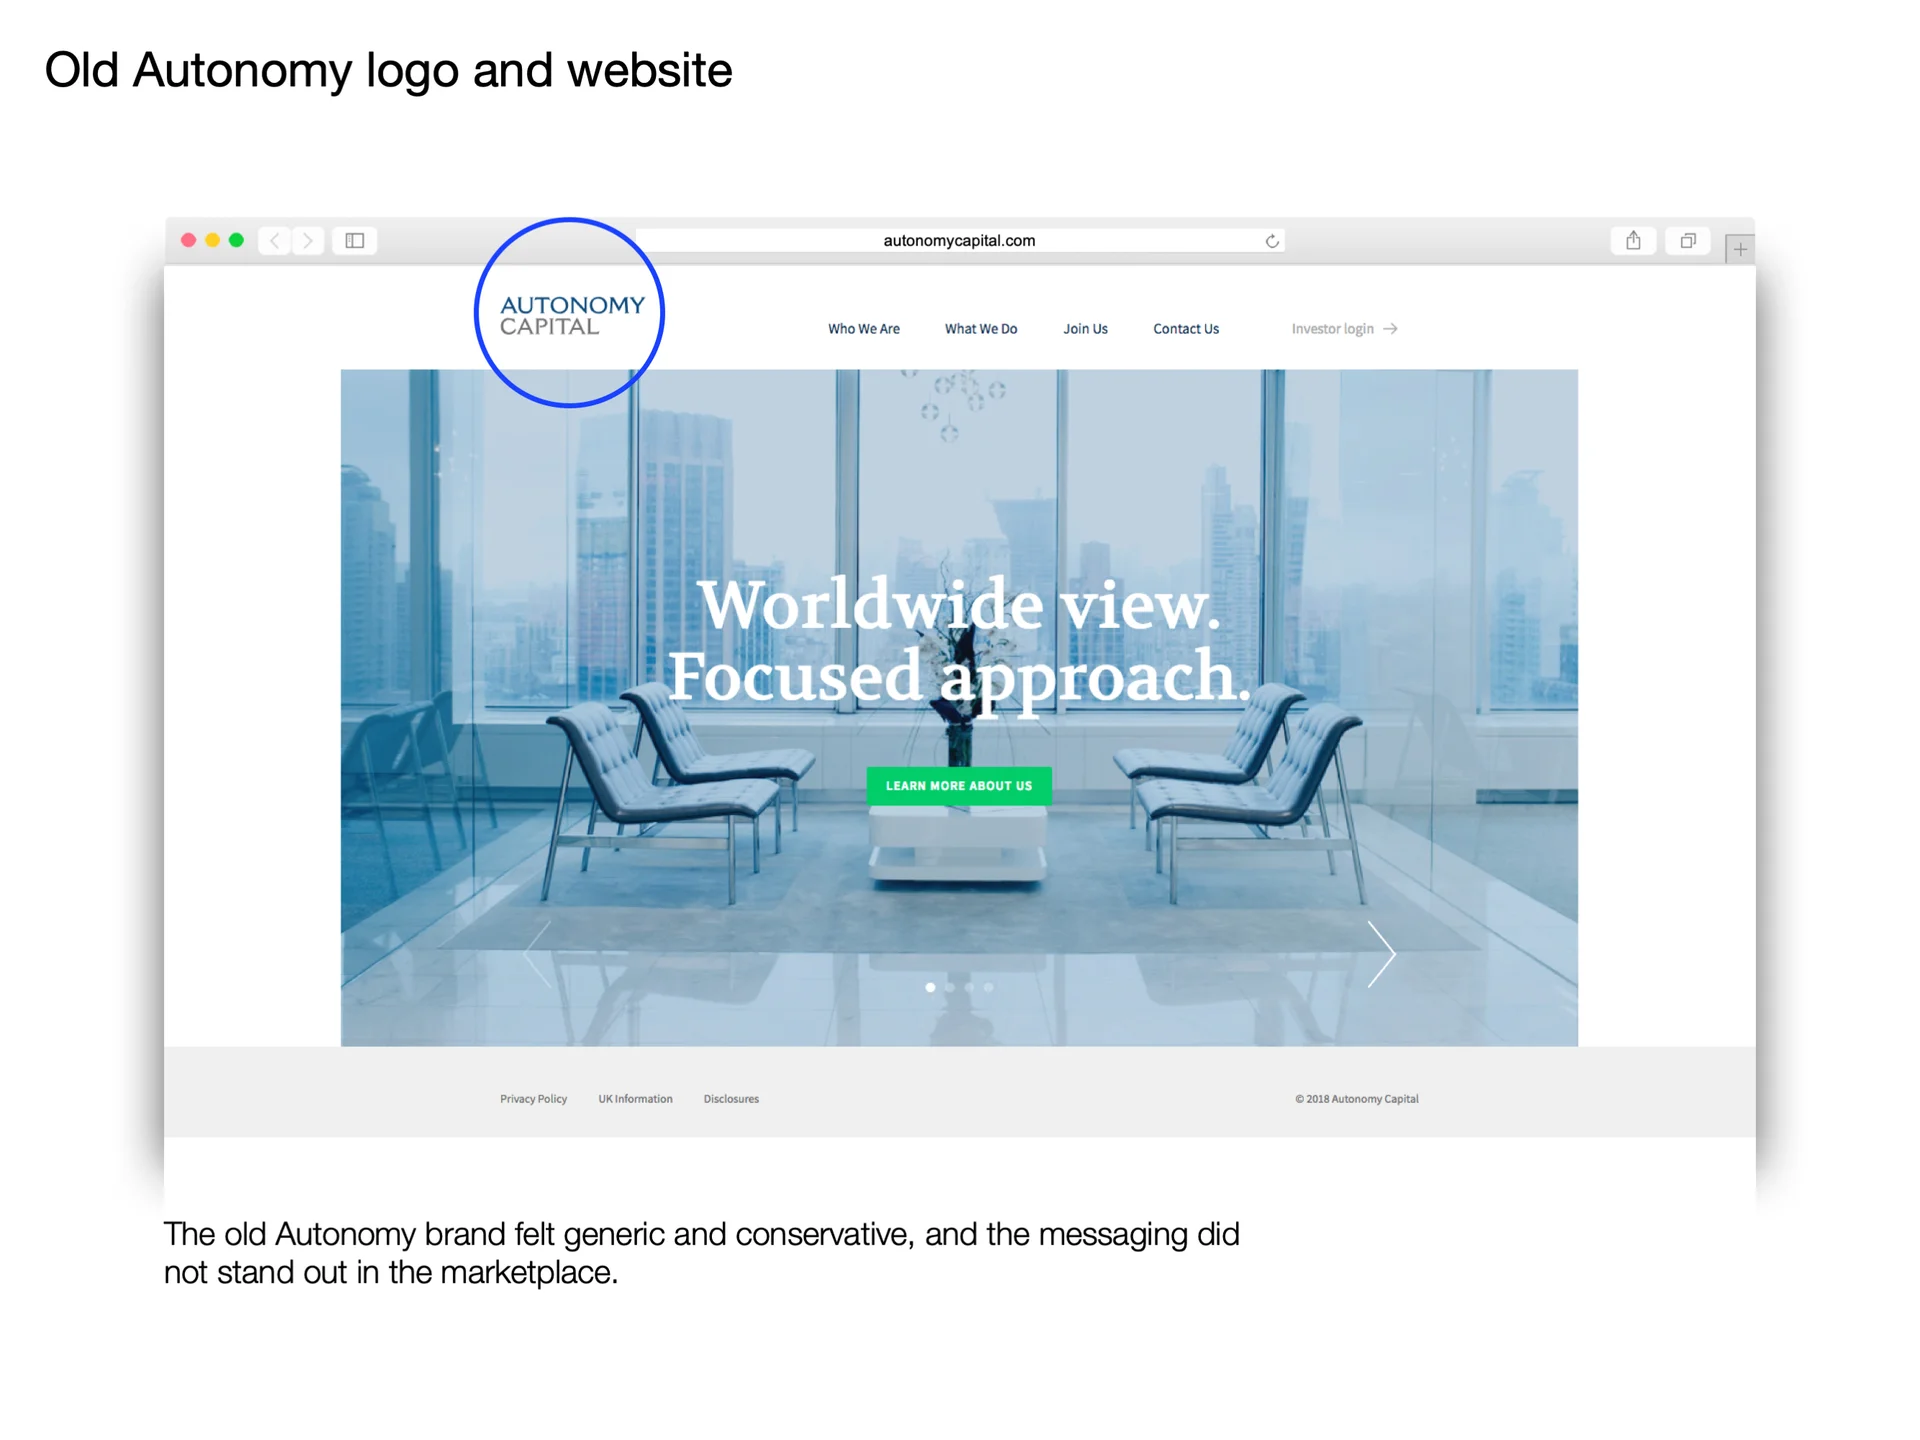 Old Autonomy logo and website
autonomycapital.com
AUTONOMY
CAPITAL
Who We Are What We Do Join Us Contact Us Investor login →
Worldwide view.
Focused approach.
LEARN MORE ABOUT US
Privacy Policy UK Information Disclosures © 2018 Autonomy Capital
The old Autonomy brand felt generic and conservative, and the messaging did
not stand out in the marketplace.